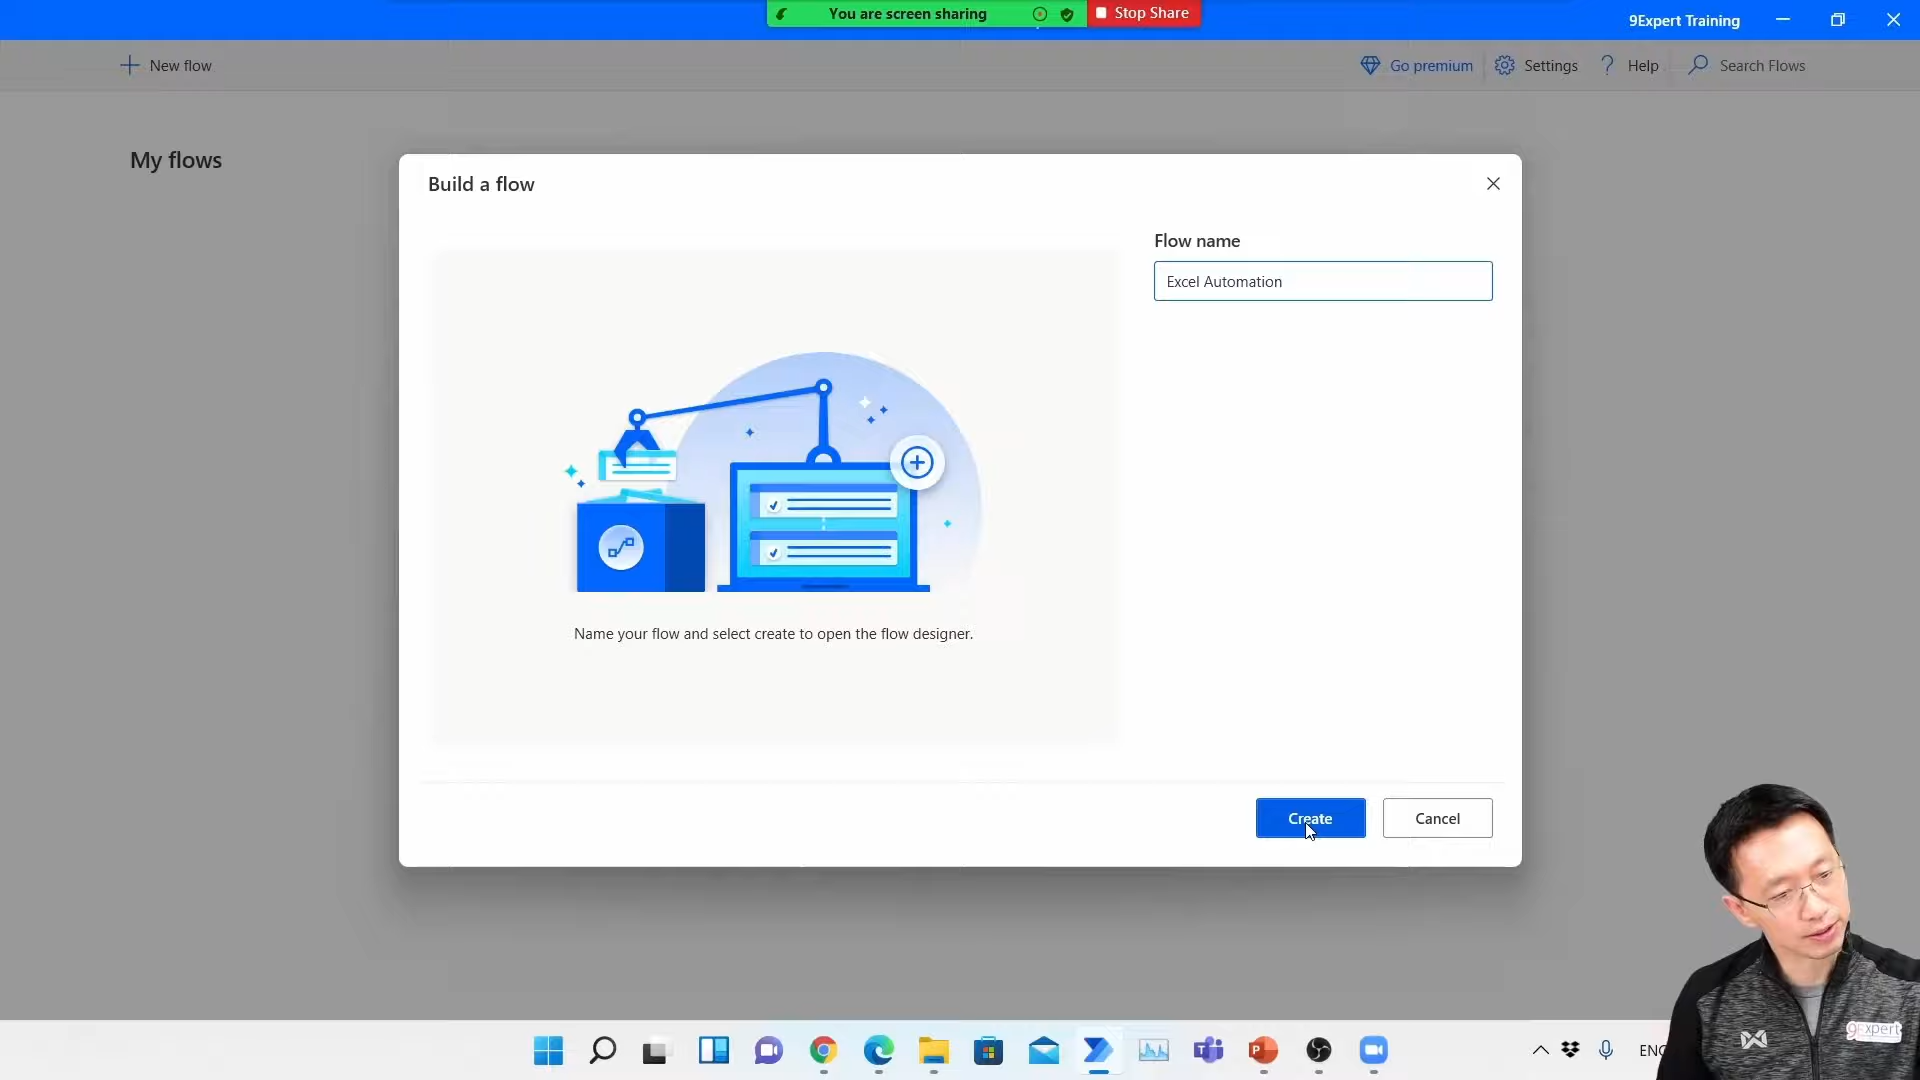 You are screen sharing
Stop Share
9Expert Training
New flow
Go premium
Settings
Help
Search Flows
My flows
Build a flow
Flow name
Excel Automation
Name your flow and select create to open the flow designer.
Create
Cancel
9Expert